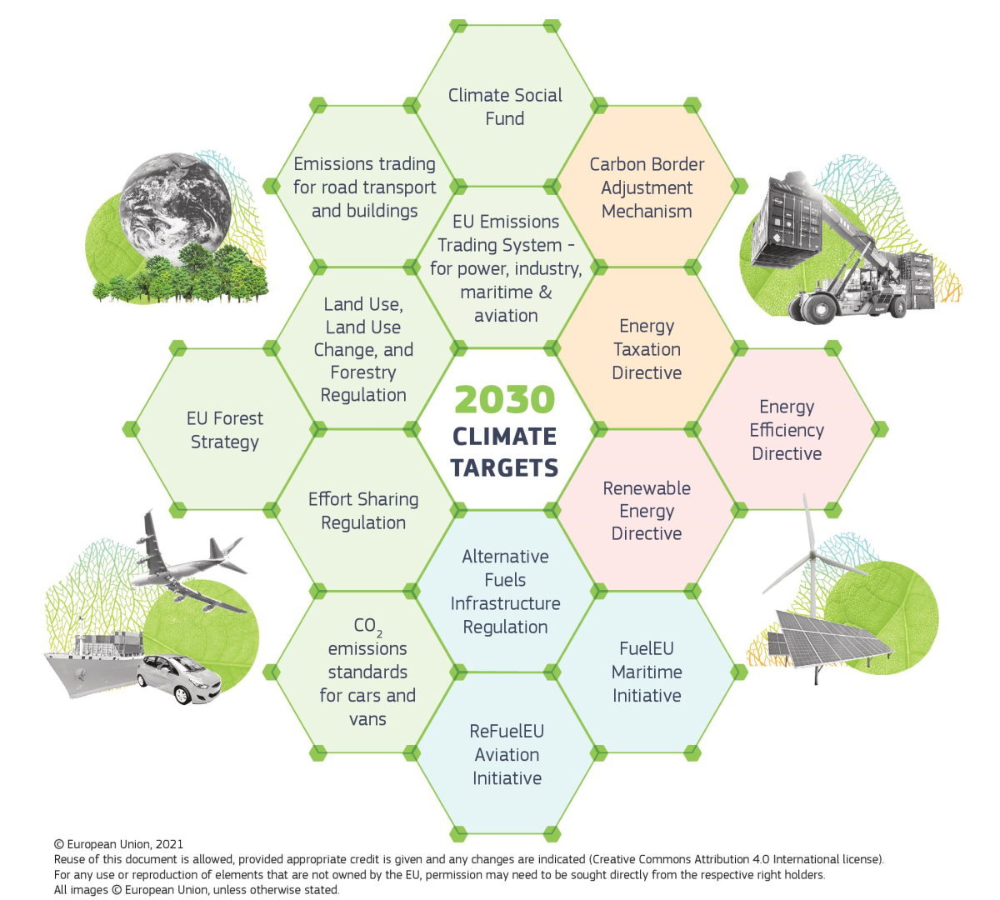 Climate Social
Fund
Emissions trading
for road transport
and buildings
Carbon Border
Adjustment
Mechanism
EU Emissions
Trading System -
for power, industry,
maritime &
aviation
Land Use,
Land Use
Change, and
Forestry
Regulation
Energy
Taxation
Directive
EU Forest
Strategy
2030
CLIMATE
TARGETS
Energy
Efficiency
Directive
Effort Sharing
Regulation
Renewable
Energy
Directive
Alternative
Fuels
Infrastructure
Regulation
CO₂
emissions
standards
for cars and
vans
FuelEU
Maritime
Initiative
ReFuelEU
Aviation
Initiative
© European Union, 2021
Reuse of this document is allowed, provided appropriate credit is given and any changes are indicated (Creative Commons Attribution 4.0 International license).
For any use or reproduction of elements that are not owned by the EU, permission may need to be sought directly from the respective right holders.
All images © European Union, unless otherwise stated.